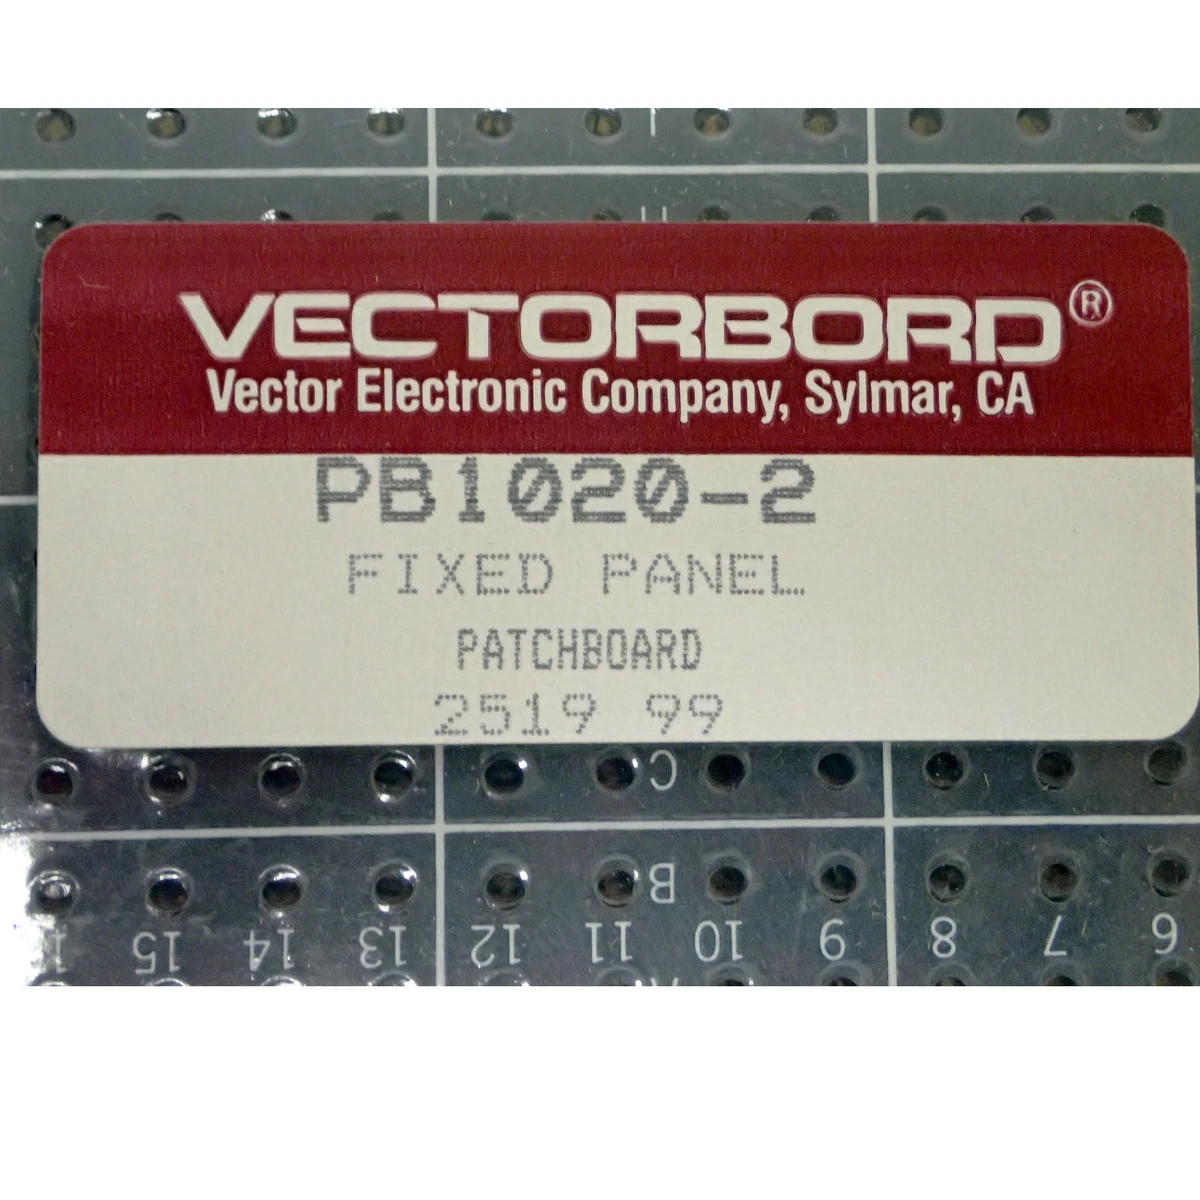 VECTORBORD®
Vector Electronic Company, Sylmar, CA
PB1020-2
FIXED PANEL
PATCHBOARD
2519 99
C
B
15 14 13 12 11 10 9 8 7 6